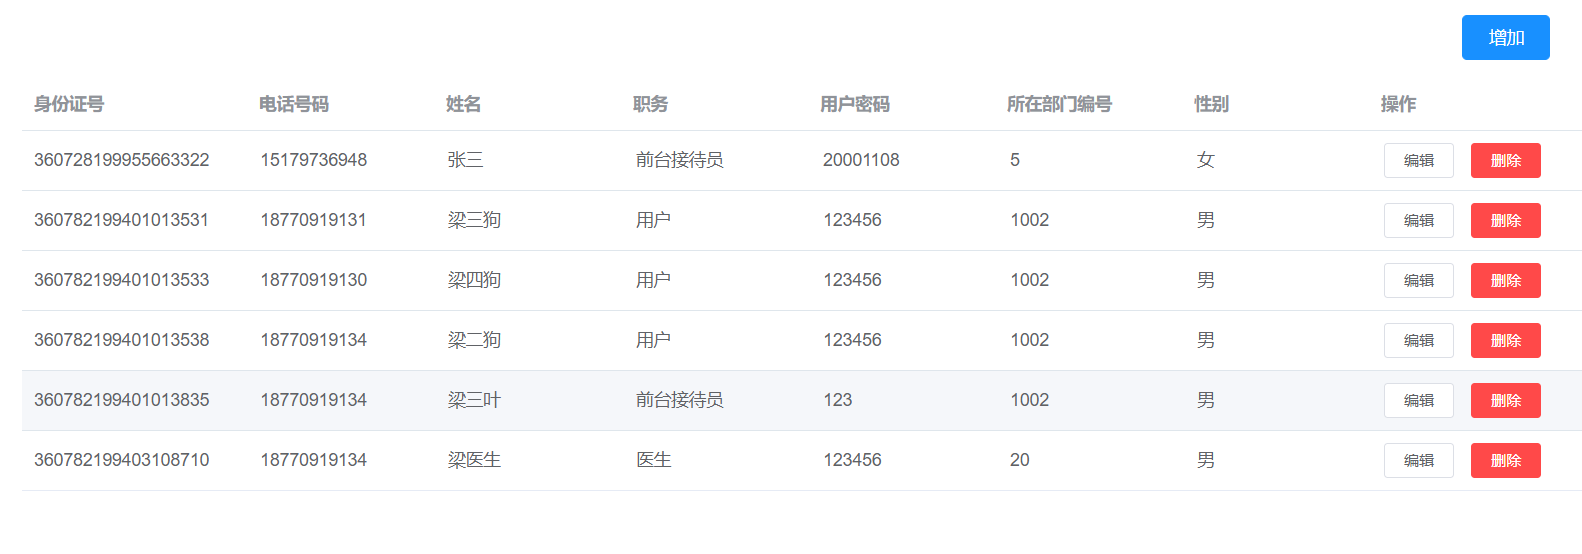 增加
身份证号 电话号码 姓名 职务 用户密码 所在部门编号 性别 操作
360728199955663322 15179736948 张三 前台接待员 20001108 5 女 编辑 删除
360782199401013531 18770919131 梁三狗 用户 123456 1002 男 编辑 删除
360782199401013533 18770919130 梁四狗 用户 123456 1002 男 编辑 删除
360782199401013538 18770919134 梁二狗 用户 123456 1002 男 编辑 删除
360782199401013835 18770919134 梁三叶 前台接待员 123 1002 男 编辑 删除
360782199403108710 18770919134 梁医生 医生 123456 20 男 编辑 删除